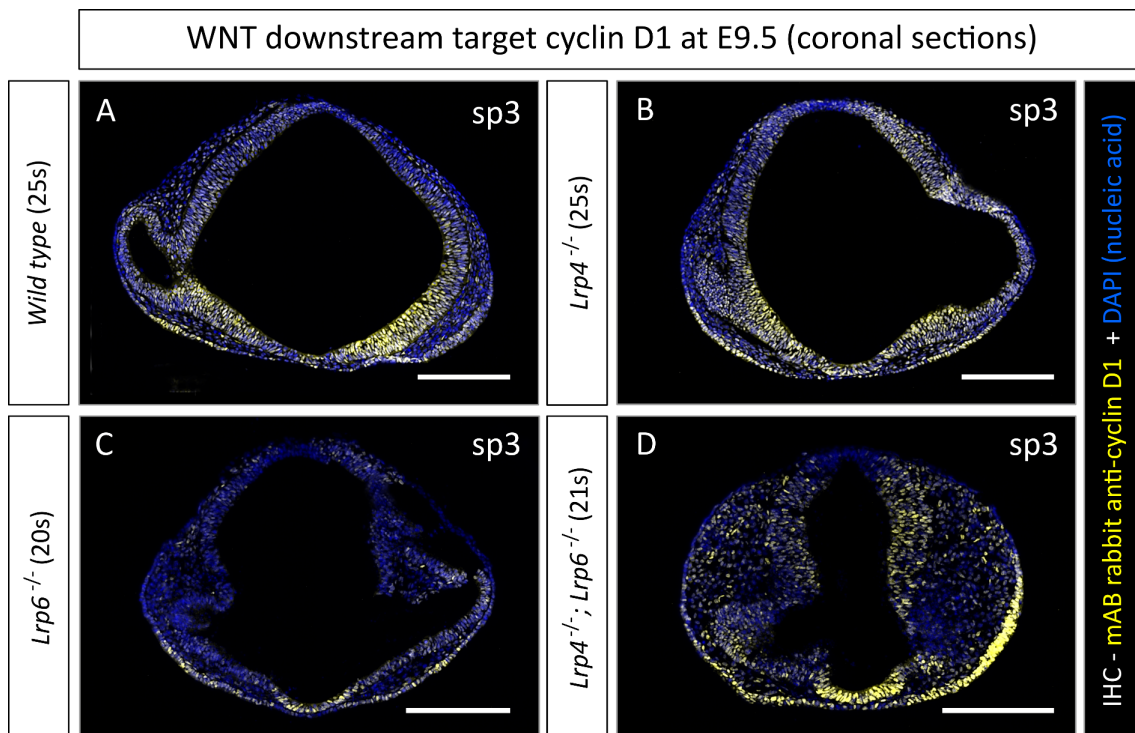 WNT downstream target cyclin D1 at E9.5 (coronal sections)
Wild type (25s)
A
sp3
Lrp4 -/- (25s)
B
sp3
Lrp6 -/- (20s)
C
sp3
Lrp4 -/-; Lrp6 -/- (21s)
D
sp3
IHC - mAB rabbit anti-cyclin D1 + DAPI (nucleic acid)